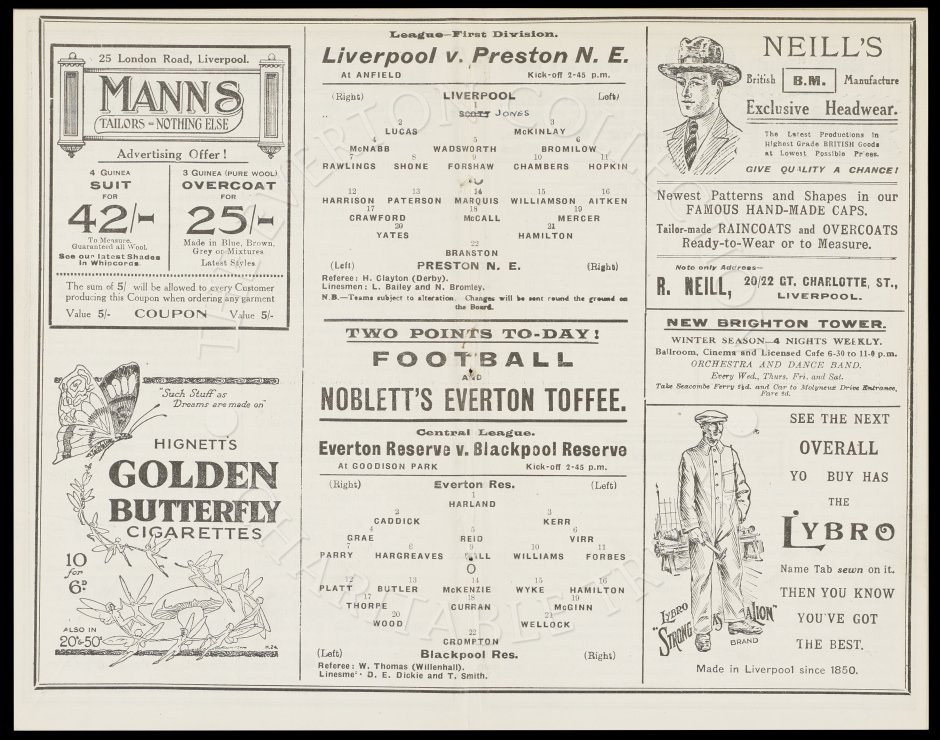 25 London Road, Liverpool.
MANNS
TAILORS - NOTHING ELSE
Advertising Offer !
4 GUINEA
SUIT
FOR
42/-
To Measure.
Guaranteed all Wool.
See our latest Shades
in Whipcords.
3 GUINEA (PURE WOOL)
OVERCOAT
FOR
25/-
Made in Blue, Brown,
Grey or Mixtures
Latest Styles.
The sum of 5/ will be allowed to every Customer
producing this Coupon when ordering any garment
Value 5/- COUPON Value 5/-
"Such Stuff as
Dreams are made on"
HIGNETT'S
GOLDEN
BUTTERFLY
CIGARETTES
10
for
6D
ALSO IN
20s-50s
League—First Division.
Liverpool v. Preston N. E.
At ANFIELD Kick-off 2-45 p.m.
(Right) LIVERPOOL Left)
1
SCOTT JONES
2 3
LUCAS McKINLAY
4 5 6
McNABB WADSWORTH BROMILOW
7 8 9 10 11
RAWLINGS SHONE FORSHAW CHAMBERS HOPKIN
12 13 14 15 16
HARRISON PATERSON MARQUIS WILLIAMSON AITKEN
17 18 19
CRAWFORD McCALL MERCER
20 21
YATES HAMILTON
22
BRANSTON
(Left) PRESTON N. E. (Right)
Referee: H. Clayton (Derby).
Linesmen: L. Bailey and N. Bromley.
N.B.—Teams subject to alteration. Changes will be sent round the ground on
the Board.
TWO POINTS TO-DAY !
FOOTBALL
AND
NOBLETT'S EVERTON TOFFEE.
Central League.
Everton Reserve v. Blackpool Reserve
At GOODISON PARK Kick-off 2-45 p.m.
(Right) Everton Res. (Left)
1
HARLAND
2 3
CADDICK KERR
4 5 6
GRAE REID VIRR
7 8 9 10 11
PARRY HARGREAVES WALL WILLIAMS FORBES
O
12 13 14 15 16
PLATT BUTLER McKENZIE WYKE HAMILTON
17 18 19
THORPE CURRAN McGINN
20 21
WOOD WELLOCK
22
CROMPTON
(Left) Blackpool Res. (Right)
Referee: W. Thomas (Willenhall).
Linesme : D. E. Dickie and T. Smith.
NEILL'S
British B.M. Manufacture
Exclusive Headwear.
The Latest Productions in
Highest Grade BRITISH Goods
at Lowest Possible Prices.
GIVE QUALITY A CHANCE!
Newest Patterns and Shapes in our
FAMOUS HAND-MADE CAPS.
Tailor-made RAINCOATS and OVERCOATS
Ready-to-Wear or to Measure.
Note only Address—
R. NEILL, 20/22 GT. CHARLOTTE, ST.,
LIVERPOOL.
NEW BRIGHTON TOWER.
WINTER SEASON—4 NIGHTS WEEKLY.
Ballroom, Cinema and Licensed Cafe 6-30 to 11-0 p.m.
ORCHESTRA AND DANCE BAND.
Every Wed., Thurs. Fri. and Sat.
Take Seacombe Ferry and Car to Molyneux Drive Entrance,
SEE THE NEXT
OVERALL
YO BUY HAS
THE
LYBRO
Name Tab sewn on it.
THEN YOU KNOW
YOU'VE GOT
THE BEST.
"LYBRO
STRONG AS A LION"
BRAND
Made in Liverpool since 1850.
THE EVERTON COLLECTION
CHARITABLE TRUST